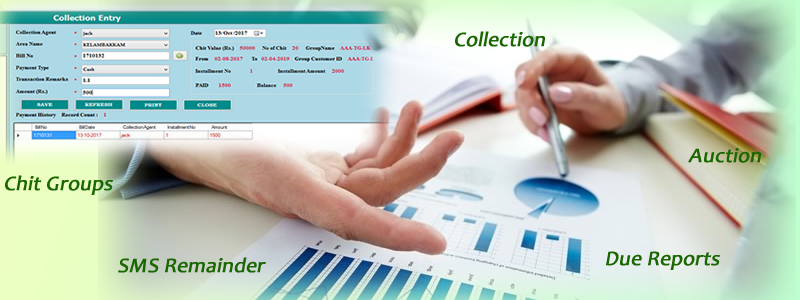 Collection Entry
Collection Agent * jack Date 13/Oct/2017
Area Name * KELAMBAKKAM Chit Value (Rs.) 50000 No of Chit 20 GroupName AAA-TG-LK
Bill No * 1710132 From 02-08-2017 To 02-04-2019 Group Customer ID AAA-TG-1
Payment Type * Cash Installment No 1 Installment Amount 2000
Transaction Remarks * 1.1
Amount (Rs.) * 500 PAID 1500 Balance 500
SAVE REFRESH PRINT CLOSE
Payment History Record Count : 1
BillNo BillDate CollectionAgent InstallmentNo Amount
1710131 13-10-2017 jack 1 1500
Collection
Auction
Chit Groups
SMS Remainder
Due Reports